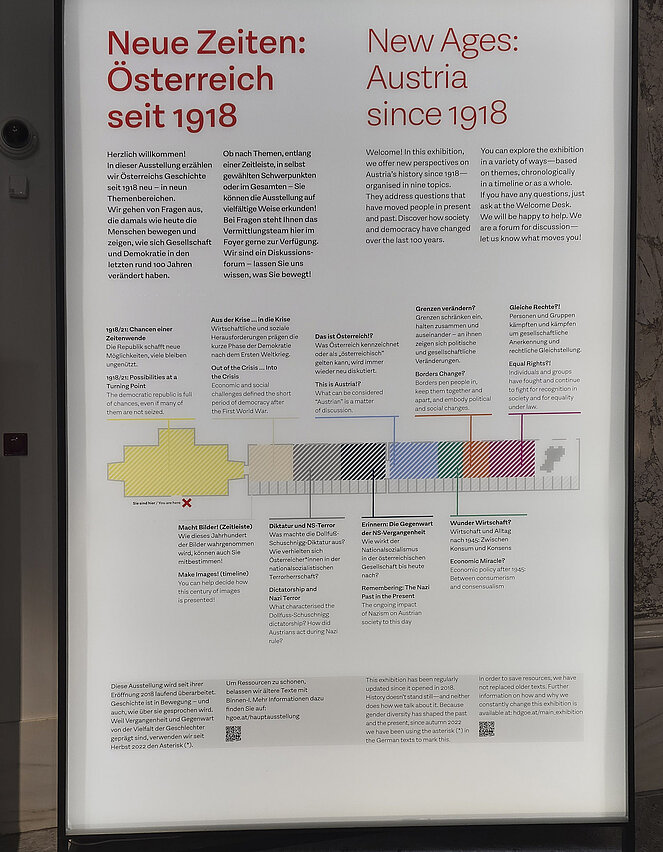 Neue Zeiten:
Österreich
seit 1918
New Ages:
Austria
since 1918
Herzlich willkommen!
In dieser Ausstellung erzählen
wir Österreichs Geschichte
seit 1918 neu – in neun
Themenbereichen.
Wir gehen von Fragen aus,
die damals wie heute die
Menschen bewegen und
zeigen, wie sich Gesellschaft
und Demokratie in den
letzten rund 100 Jahren
verändert haben.
Ob nach Themen, entlang
einer Zeitleiste, in selbst
gewählten Schwerpunkten
oder im Gesamten – Sie
können die Ausstellung auf
vielfältige Weise erkunden!
Bei Fragen steht Ihnen das
Vermittlungsteam hier im
Foyer gerne zur Verfügung.
Wir sind ein Diskussions-
forum – lassen Sie uns
wissen, was Sie bewegt!
Welcome! In this exhibition,
we offer new perspectives on
Austria's history since 1918—
organised in nine topics.
They address questions that
have moved people in present
and past. Discover how society
and democracy have changed
over the last 100 years.
You can explore the exhibition
in a variety of ways—based
on themes, chronologically
in a timeline or as a whole.
If you have any questions, just
ask at the Welcome Desk.
We will be happy to help. We
are a forum for discussion—
let us know what moves you!
1918/21: Chancen einer
Zeitenwende
Die Republik schafft neue
Möglichkeiten, viele bleiben
ungenützt.
1918/21: Possibilities at a
Turning Point
The democratic republic is full
of chances, even if many of
them are not seized.
Aus der Krise ... in die Krise
Wirtschaftliche und soziale
Herausforderungen prägen die
kurze Phase der Demokratie
nach dem Ersten Weltkrieg.
Out of the Crisis ... Into
the Crisis
Economic and social
challenges defined the short
period of democracy after
the First World War.
Das ist Österreich!?
Was Österreich kennzeichnet
oder als „österreichisch"
gelten kann, wird immer
wieder neu diskutiert.
This is Austria!?
What can be considered
"Austrian" is a matter
of discussion.
Grenzen verändern?
Grenzen schränken ein,
halten zusammen und
auseinander – an ihnen
zeigen sich politische
und gesellschaftliche
Veränderungen.
Borders Change?
Borders pen people in,
keep them together and
apart, and embody political
and social changes.
Gleiche Rechte?!
Personen und Gruppen
kämpften und kämpfen
um gesellschaftliche
Anerkennung und
rechtliche Gleichstellung.
Equal Rights?!
Individuals and groups
have fought and continue
to fight for recognition in
society and for equality
under law.
Sie sind hier / You are here
Macht Bilder! (Zeitleiste)
Wie dieses Jahrhundert
der Bilder wahrgenommen
wird, können auch Sie
mitbestimmen!
Make Images! (timeline)
You can help decide how
this century of images
is presented!
Diktatur und NS-Terror
Was machte die Dollfuß-
Schuschnigg-Diktatur aus?
Wie verhielten sich
Österreicher*innen in der
nationalsozialistischen
Terrorherrschaft?
Dictatorship and
Nazi Terror
What characterised the
Dollfuss-Schuschnigg
dictatorship? How did
Austrians act during Nazi
rule?
Erinnern: Die Gegenwart
der NS-Vergangenheit
Wie wirkt der
Nationalsozialismus
in der österreichischen
Gesellschaft bis heute
nach?
Remembering: The Nazi
Past in the Present
The ongoing impact
of Nazism on Austrian
society to this day
Wunder Wirtschaft?
Wirtschaft und Alltag
nach 1945: Zwischen
Konsum und Konsens
Economic Miracle?
Economic policy after 1945:
Between consumerism
and consensualism
Diese Ausstellung wird seit ihrer
Eröffnung 2018 laufend überarbeitet.
Geschichte ist in Bewegung – und
auch, wie über sie gesprochen wird.
Weil Vergangenheit und Gegenwart
von der Vielfalt der Geschlechter
geprägt sind, verwenden wir seit
Herbst 2022 den Asterisk (*).
Um Ressourcen zu schonen,
belassen wir ältere Texte mit
Binnen-I. Mehr Informationen dazu
finden Sie auf:
hdgoe.at/hauptausstellung
This exhibition has been regularly
updated since it opened in 2018.
History doesn't stand still—and neither
does how we talk about it. Because
gender diversity has shaped the past
and the present, since autumn 2022
we have been using the asterisk (*) in
the German texts to mark this.
In order to save resources, we have
not replaced older texts. Further
information on how and why we
constantly change this exhibition is
available at: hdgoe.at/main_exhibition